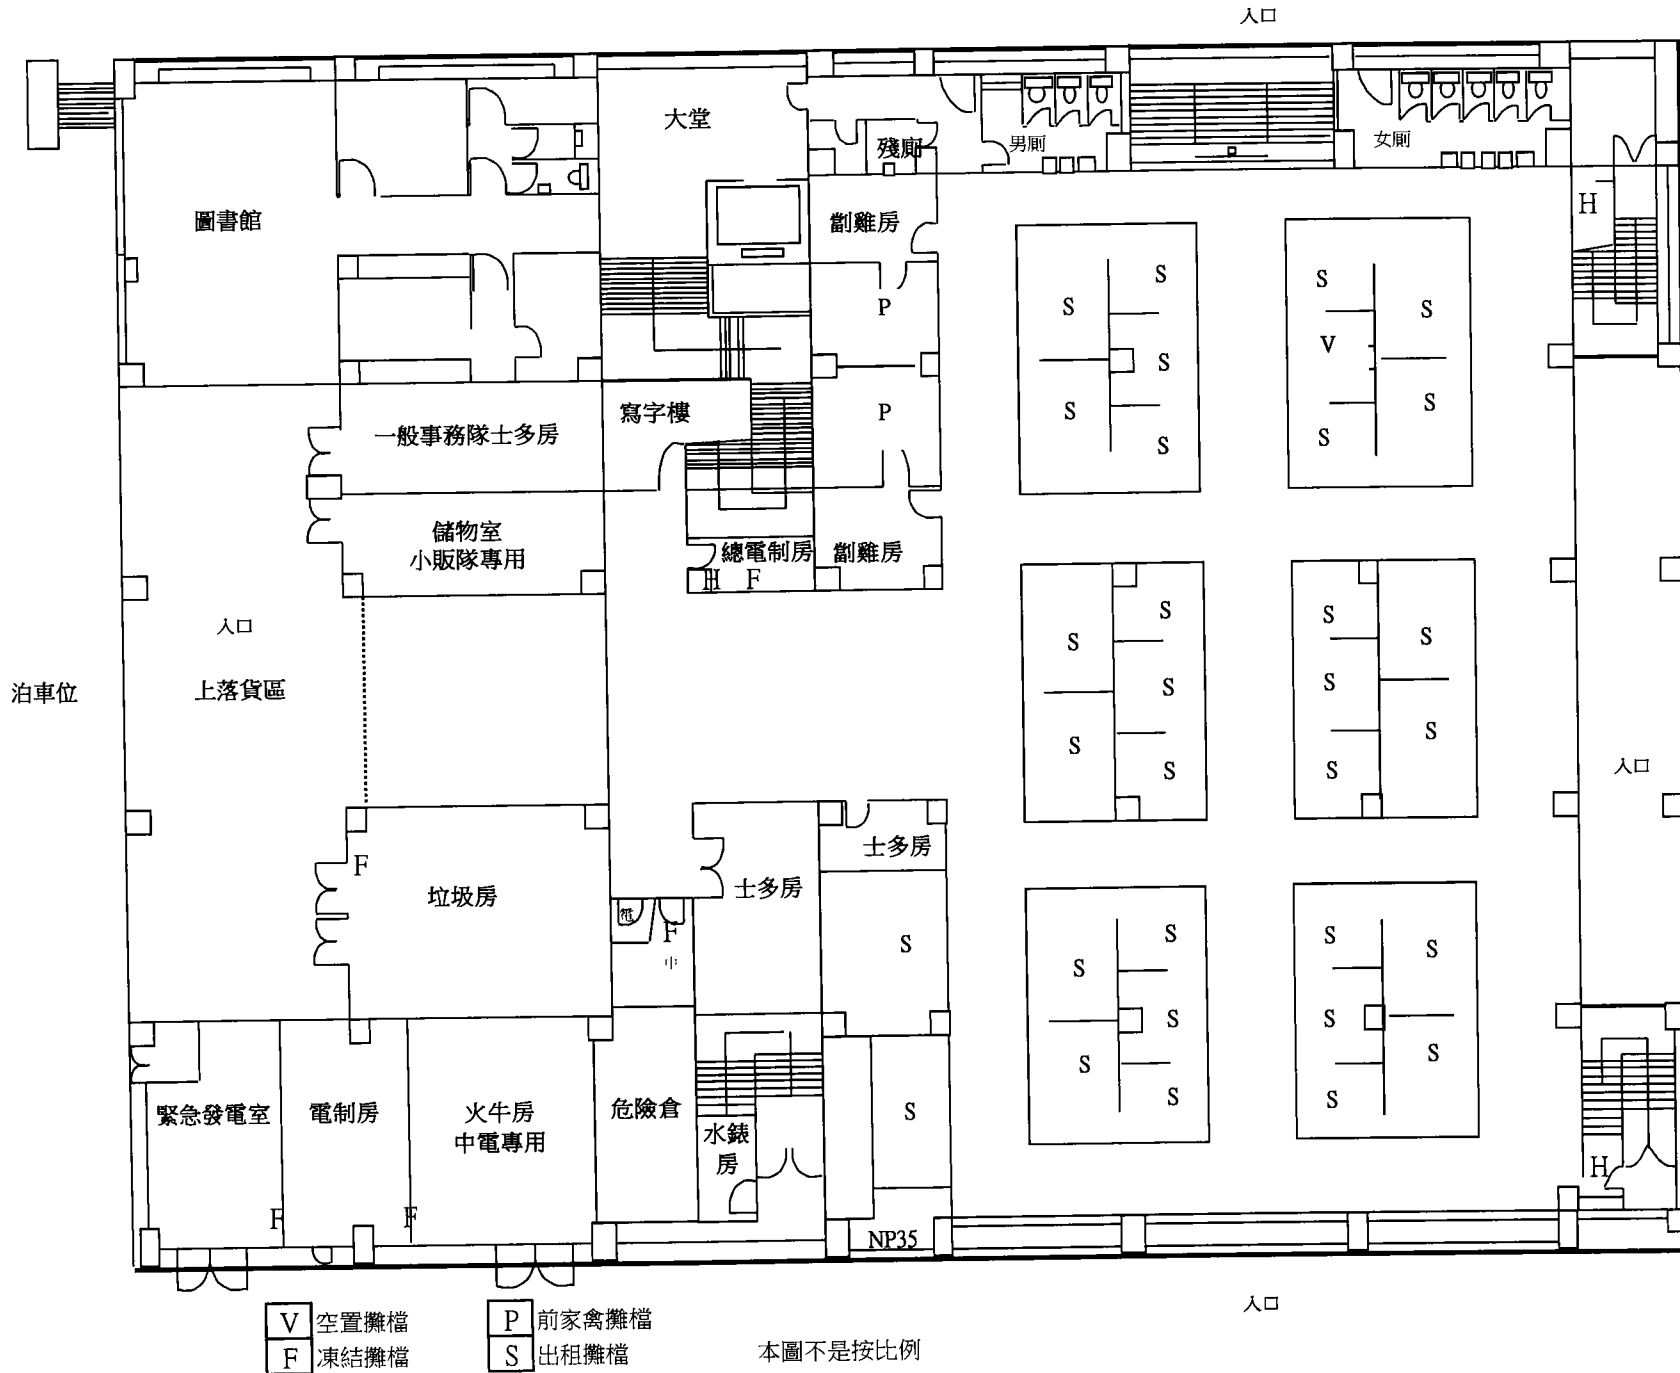 入口
大堂
殘廁
男廁
女廁
圖書館
劏雞房
H
S
S
S
S
P
S
V
S
S
S
S
S
寫字樓
P
一般事務隊士多房
儲物室
小販隊專用
總電制房
劏雞房
H F
入口
S
S
S
S
上落貨區
S
S
S
S
泊車位
S
S
S
S
入口
士多房
F
垃圾房
士多房
電
F
中
S
S
S
S
S
S
S
S
S
S
S
緊急發電室
電制房
火牛房
中電專用
危險倉
水錶
房
S
H
F
F
NP35
入口
V 空置攤檔
P 前家禽攤檔
F 凍結攤檔
S 出租攤檔
本圖不是按比例